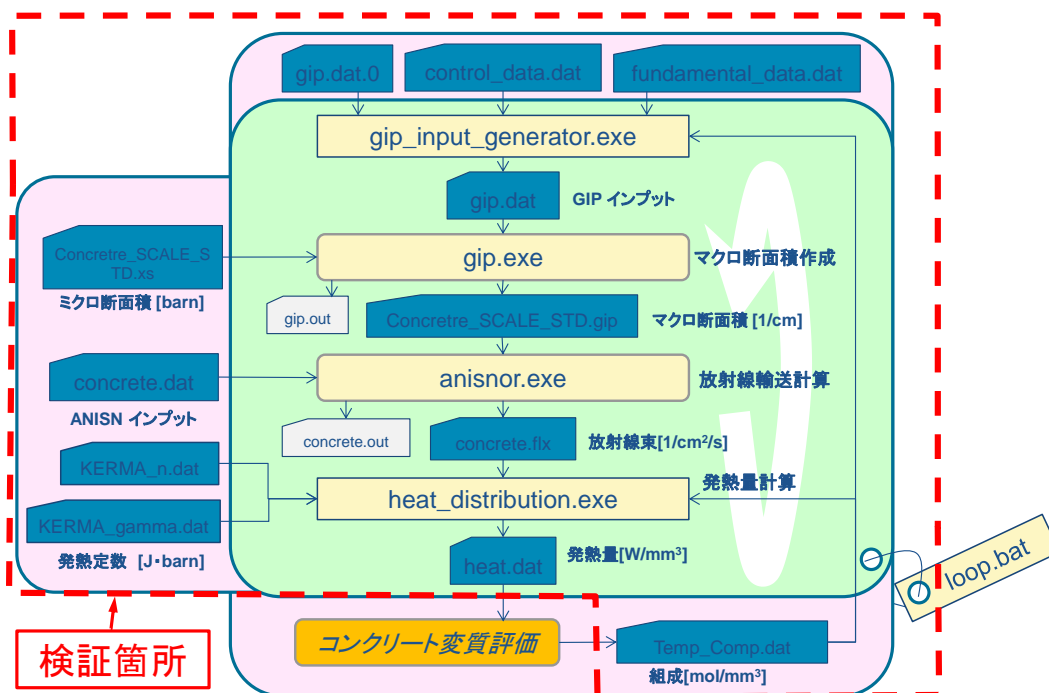 gip.dat.0
control_data.dat
fundamental_data.dat
gip_input_generator.exe
gip.dat
GIP インプット
Concretre_SCALE_S
TD.xs
ミクロ断面積 [barn]
gip.exe
マクロ断面積作成
gip.out
Concretre_SCALE_STD.gip
マクロ断面積 [1/cm]
concrete.dat
ANISN インプット
anisnor.exe
放射線輸送計算
concrete.out
concrete.flx
放射線束[1/cm²/s]
KERMA_n.dat
KERMA_gamma.dat
発熱定数 [J・barn]
heat_distribution.exe
発熱量計算
heat.dat
発熱量[W/mm³]
loop.bat
検証箇所
コンクリート変質評価
Temp_Comp.dat
組成[mol/mm³]